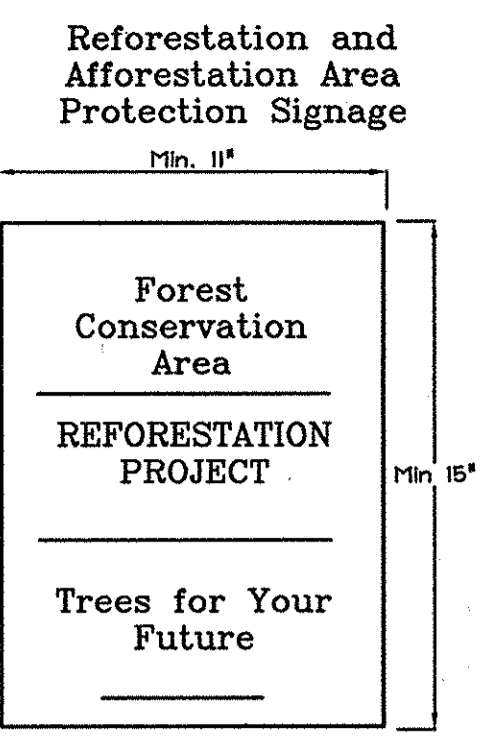 Reforestation and
Afforestation Area
Protection Signage
Min. 11"
Forest
Conservation
Area
REFORESTATION
PROJECT
Min 15"
Trees for Your
Future